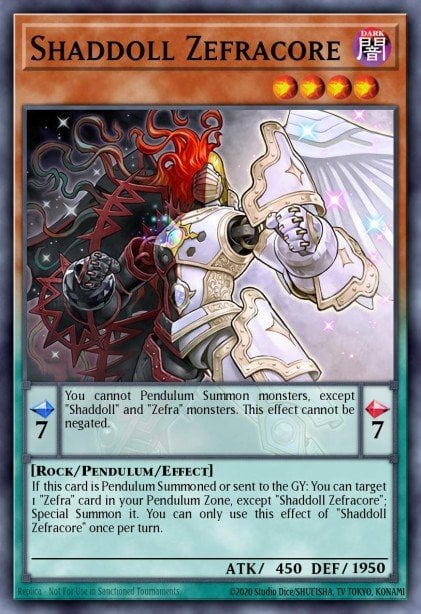 SHADDOLL ZEFRACORE
DARK
闇
You cannot Pendulum Summon monsters, except
"Shaddoll" and "Zefra" monsters. This effect cannot be
negated.
7
7
[ROCK/PENDULUM/EFFECT]
If this card is Pendulum Summoned or sent to the GY: You can target
1 "Zefra" card in your Pendulum Zone, except "Shaddoll Zefracore";
Special Summon it. You can only use this effect of "Shaddoll
Zefracore" once per turn.
ATK/ 450 DEF/ 1950
Replica - Not For Use in Sanctioned Tournaments
©2020 Studio Dice/SHUEISHA, TV TOKYO, KONAMI